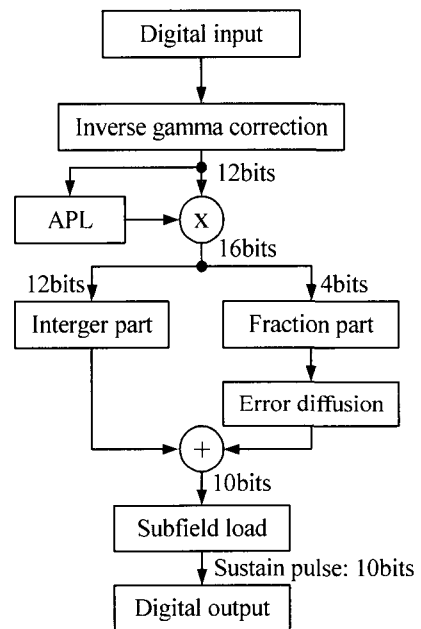 Digital input
Inverse gamma correction
12bits
APL
X
16bits
12bits
4bits
Interger part
Fraction part
Error diffusion
+
10bits
Subfield load
Sustain pulse: 10bits
Digital output